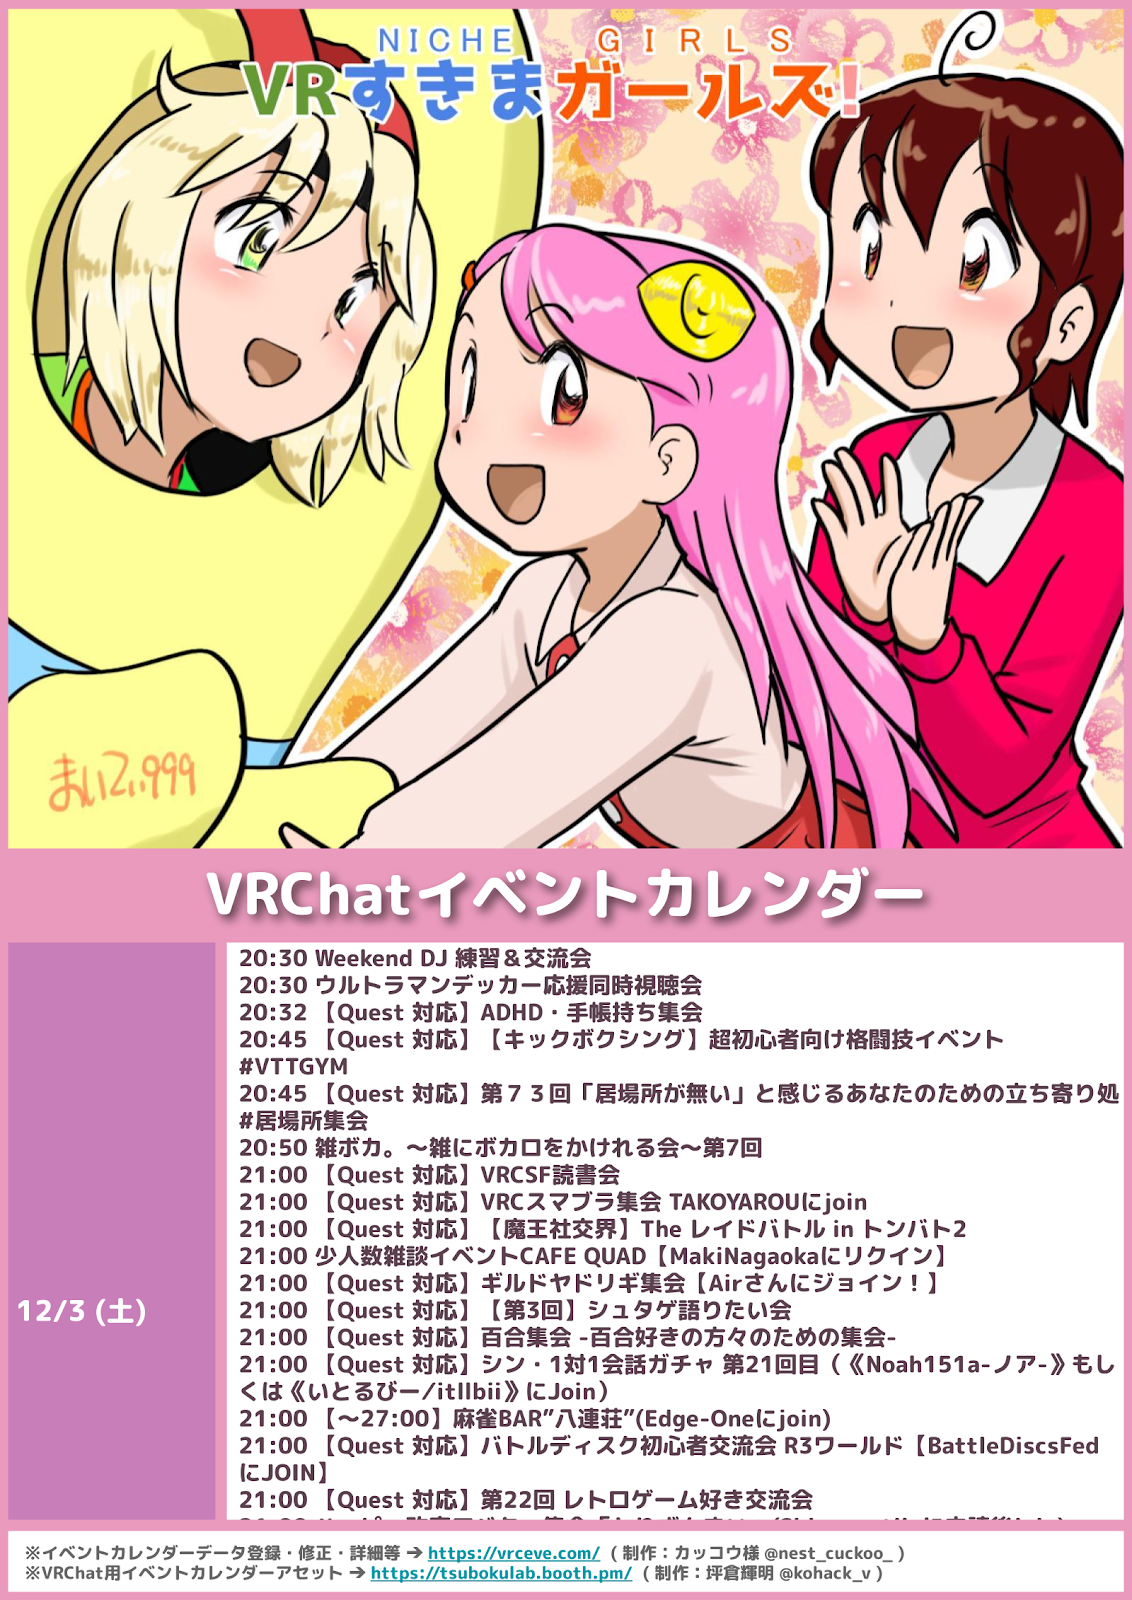 NICHE GIRLS
VRすきまガールズ!
まいてぃ999
VRChatイベントカレンダー
12/3 (土)
20:30 Weekend DJ 練習＆交流会
20:30 ウルトラマンデッカー応援同時視聴会
20:32 【Quest 対応】ADHD・手帳持ち集会
20:45 【Quest 対応】【キックボクシング】超初心者向け格闘技イベント
#VTTGYM
20:45 【Quest 対応】第７３回「居場所が無い」と感じるあなたのための立ち寄り処
#居場所集会
20:50 雑ボカ。～雑にボカロをかけれる会～第7回
21:00 【Quest 対応】VRCSF読書会
21:00 【Quest 対応】VRCスマブラ集会 TAKOYAROUにjoin
21:00 【Quest 対応】【魔王社交界】The レイドバトル in トンバト2
21:00 少人数雑談イベントCAFE QUAD【MakiNagaokaにリクイン】
21:00 【Quest 対応】ギルドヤドリギ集会【Airさんにジョイン！】
21:00 【Quest 対応】【第3回】シュタゲ語りたい会
21:00 【Quest 対応】百合集会 -百合好きの方々のための集会-
21:00 【Quest 対応】シン・1対1会話ガチャ 第21回目（《Noah151a-ノア-》もし
くは《いとるびー/itllbii》にJoin）
21:00 【～27:00】麻雀BAR”八連荘”(Edge-Oneにjoin)
21:00 【Quest 対応】バトルディスク初心者交流会 R3ワールド【BattleDiscsFed
にJOIN】
21:00 【Quest 対応】第22回 レトロゲーム好き交流会
※イベントカレンダーデータ登録・修正・詳細等 ➔ https://vrceve.com/ ( 制作：カッコウ様 @nest_cuckoo_ )
※VRChat用イベントカレンダーアセット ➔ https://tsubokulab.booth.pm/ ( 制作：坪倉輝明 @kohack_v )